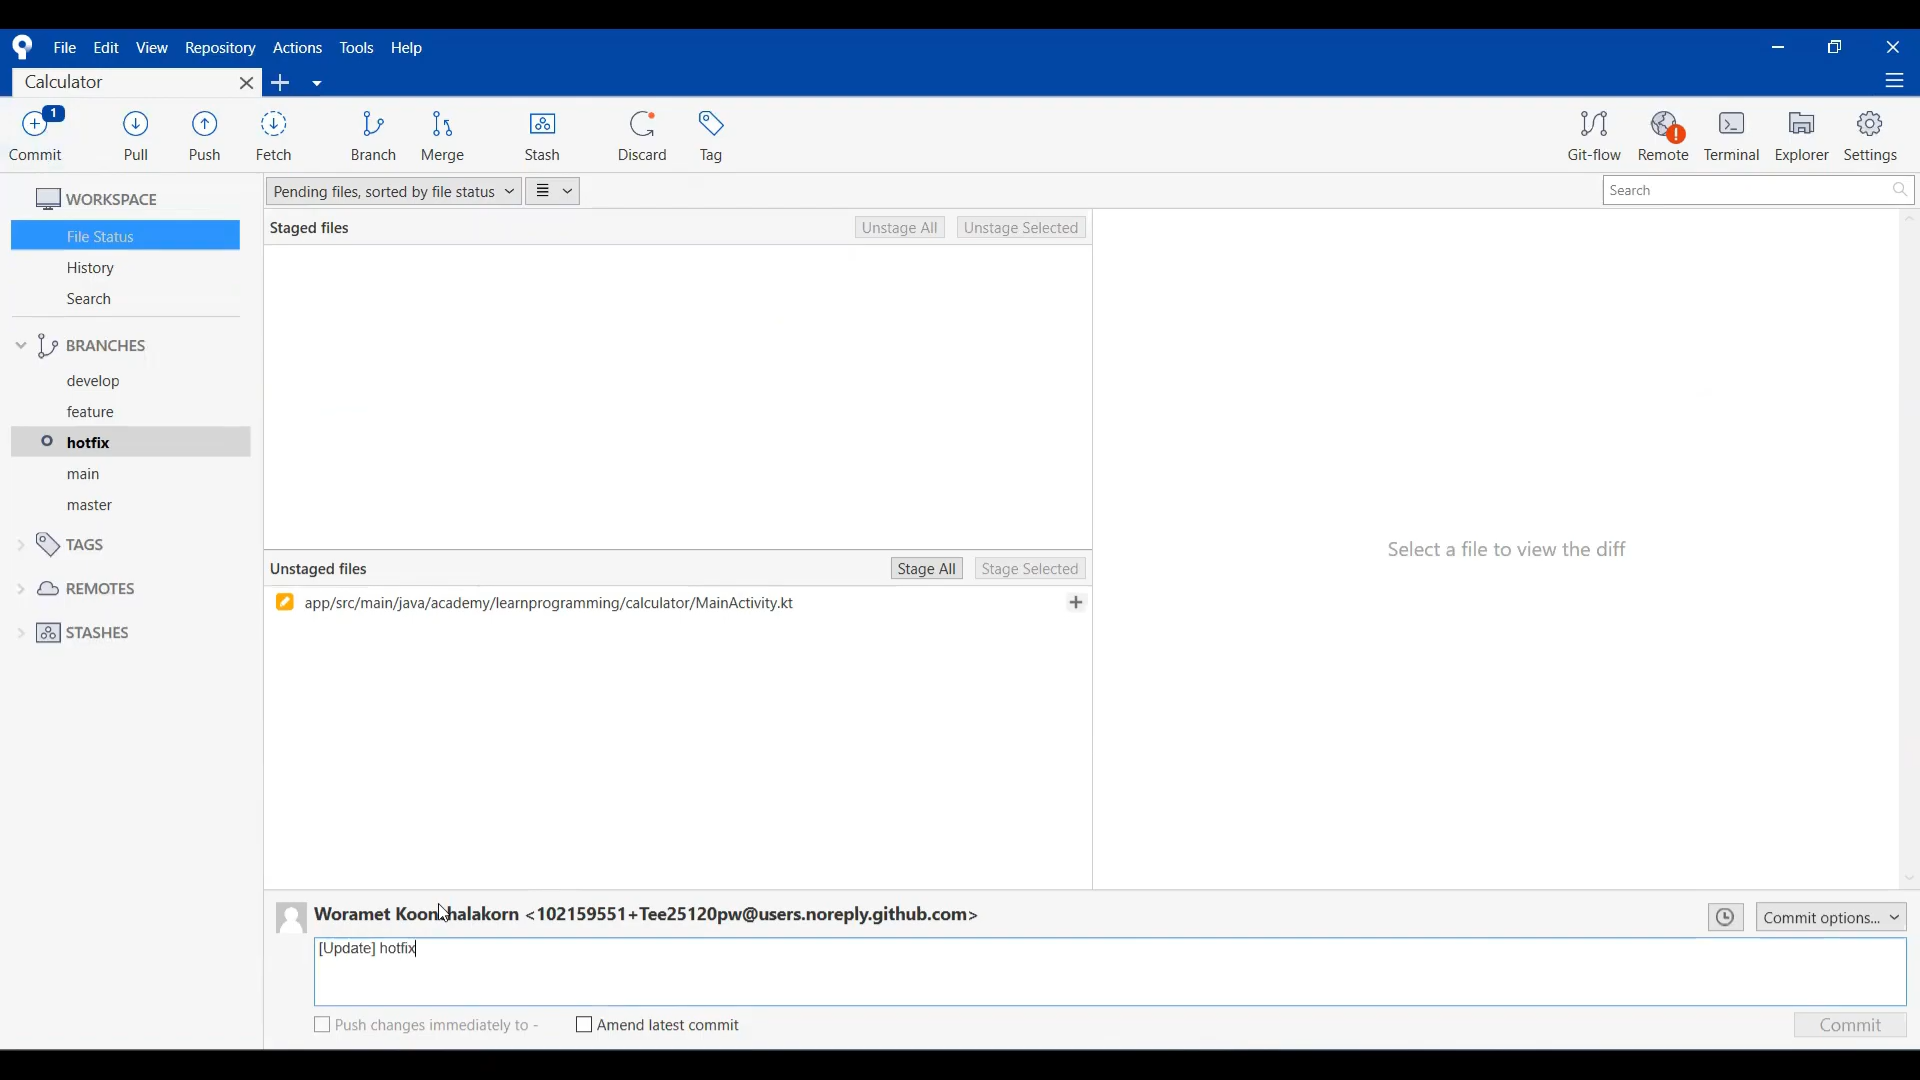 File Edit View Repository Actions Tools Help
Calculator
1
Commit Pull Push Fetch Branch Merge Stash Discard Tag Git-flow Remote Terminal Explorer Settings
WORKSPACE
File Status
History
Search
BRANCHES
develop
feature
hotfix
main
master
TAGS
REMOTES
STASHES
Pending files, sorted by file status
Search
Staged files Unstage All Unstage Selected
Unstaged files Stage All Stage Selected
app/src/main/java/academy/learnprogramming/calculator/MainActivity.kt
Select a file to view the diff
Woramet <102159551+Tee25120pw@users.noreply.github.com>
Commit options...
[Update] hotfix
Push changes immediately to - Amend latest commit
Commit